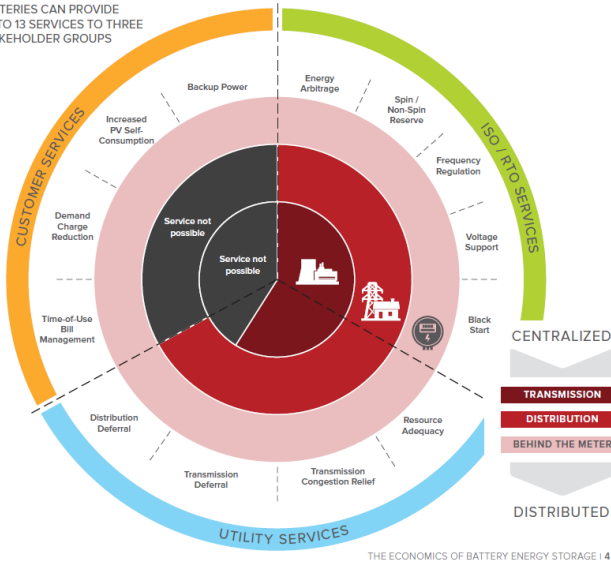 TERIES CAN PROVIDE
TO 13 SERVICES TO THREE
KEHOLDER GROUPS
CUSTOMER SERVICES
ISO / RTO SERVICES
UTILITY SERVICES
Backup Power
Increased
PV Self-
Consumption
Demand
Charge
Reduction
Time-of-Use
Bill
Management
Energy
Arbitrage
Spin /
Non-Spin
Reserve
Frequency
Regulation
Voltage
Support
Black
Start
Resource
Adequacy
Transmission
Congestion Relief
Transmission
Deferral
Distribution
Deferral
Service not
possible
Service not
possible
CENTRALIZED
TRANSMISSION
DISTRIBUTION
BEHIND THE METER
DISTRIBUTED
THE ECONOMICS OF BATTERY ENERGY STORAGE | 4